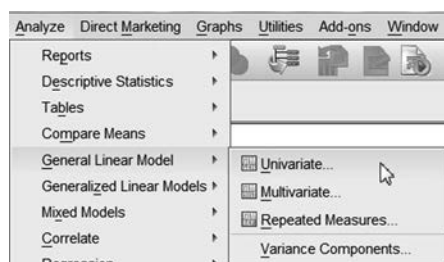 Analyze Direct Marketing Graphs Utilities Add-ons Window
Reports
Descriptive Statistics
Tables
Compare Means
General Linear Model
Generalized Linear Models
Mixed Models
Correlate
Regression
Univariate...
Multivariate...
Repeated Measures...
Variance Components...